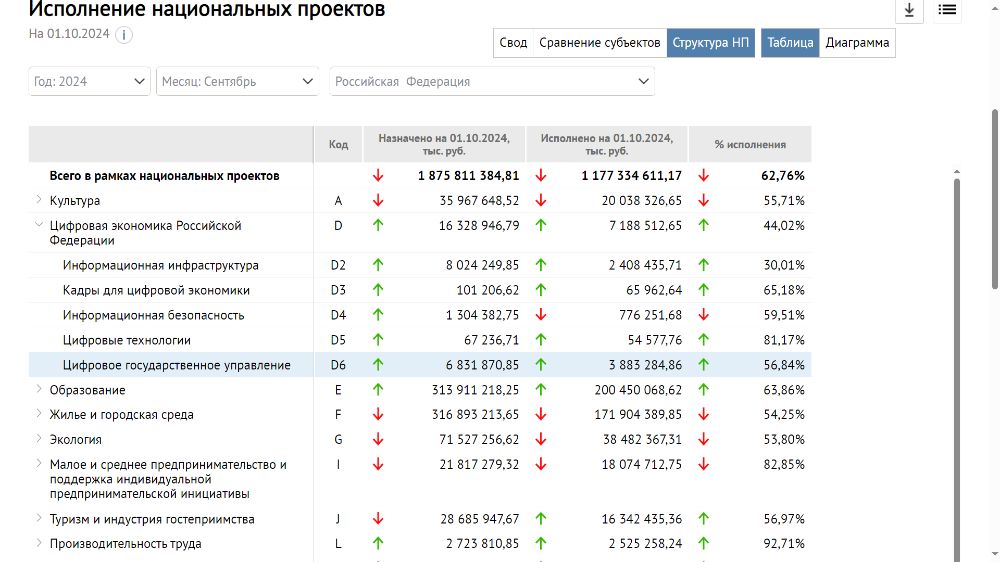 Исполнение национальных проектов
На 01.10.2024 i
Свод Сравнение субъектов Структура НП Таблица Диаграмма
Год: 2024 Месяц: Сентябрь Российская Федерация
Код Назначено на 01.10.2024, тыс. руб. Исполнено на 01.10.2024, тыс. руб. % исполнения
Всего в рамках национальных проектов 1 875 811 384,81 1 177 334 611,17 62,76%
Культура A 35 967 648,52 20 038 326,65 55,71%
Цифровая экономика Российской D 16 328 946,79 7 188 512,65 44,02%
Федерации
Информационная инфраструктура D2 8 024 249,85 2 408 435,71 30,01%
Кадры для цифровой экономики D3 101 206,62 65 962,64 65,18%
Информационная безопасность D4 1 304 382,75 776 251,68 59,51%
Цифровые технологии D5 67 236,71 54 577,76 81,17%
Цифровое государственное управление D6 6 831 870,85 3 883 284,86 56,84%
Образование E 313 911 218,25 200 450 068,62 63,86%
Жилье и городская среда F 316 893 213,65 171 904 389,85 54,25%
Экология G 71 527 256,62 38 482 367,31 53,80%
Малое и среднее предпринимательство и I 21 817 279,32 18 074 712,75 82,85%
поддержка индивидуальной
предпринимательской инициативы
Туризм и индустрия гостеприимства J 28 685 947,67 16 342 435,36 56,97%
Производительность труда L 2 723 810,85 2 525 258,24 92,71%